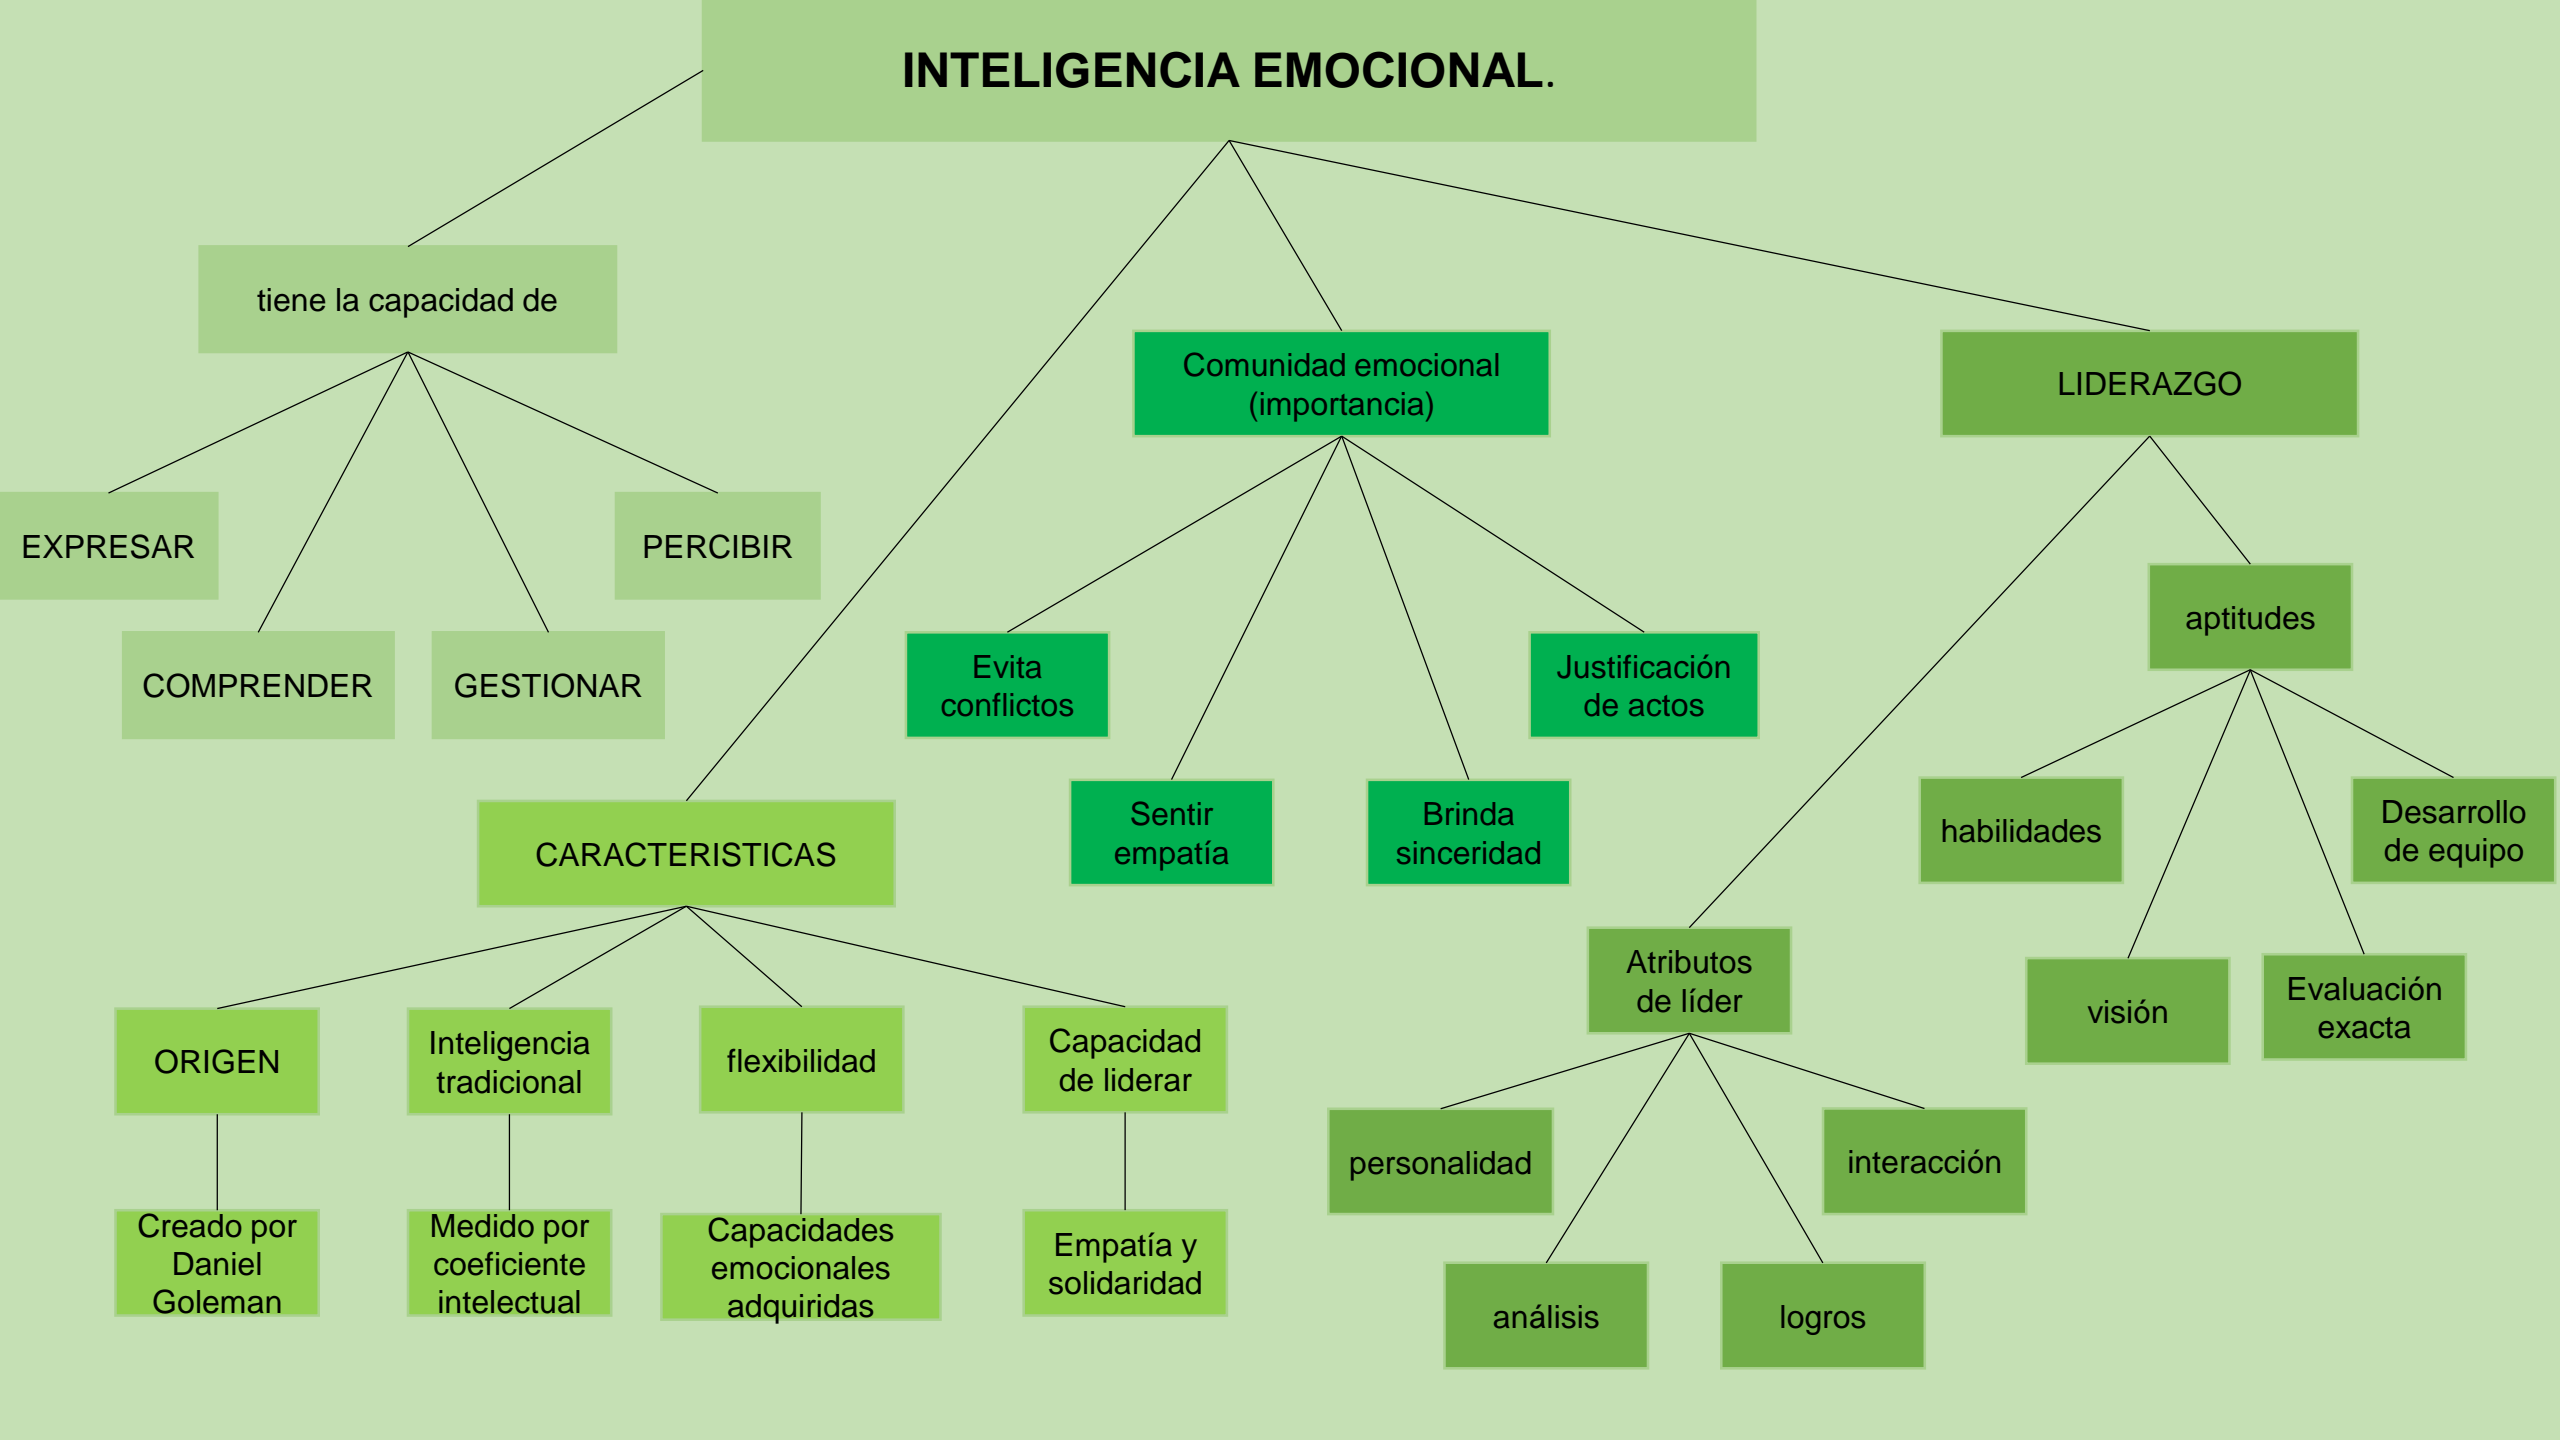 INTELIGENCIA EMOCIONAL.
tiene la capacidad de
EXPRESAR
COMPRENDER
GESTIONAR
PERCIBIR
CARACTERISTICAS
ORIGEN
Creado por
Daniel
Goleman
Inteligencia
tradicional
Medido por
coeficiente
intelectual
flexibilidad
Capacidades
emocionales
adquiridas
Capacidad
de liderar
Empatía y
solidaridad
Comunidad emocional
(importancia)
Evita
conflictos
Sentir
empatía
Brinda
sinceridad
Justificación
de actos
LIDERAZGO
Atributos
de líder
personalidad
análisis
logros
interacción
aptitudes
habilidades
visión
Evaluación
exacta
Desarrollo
de equipo